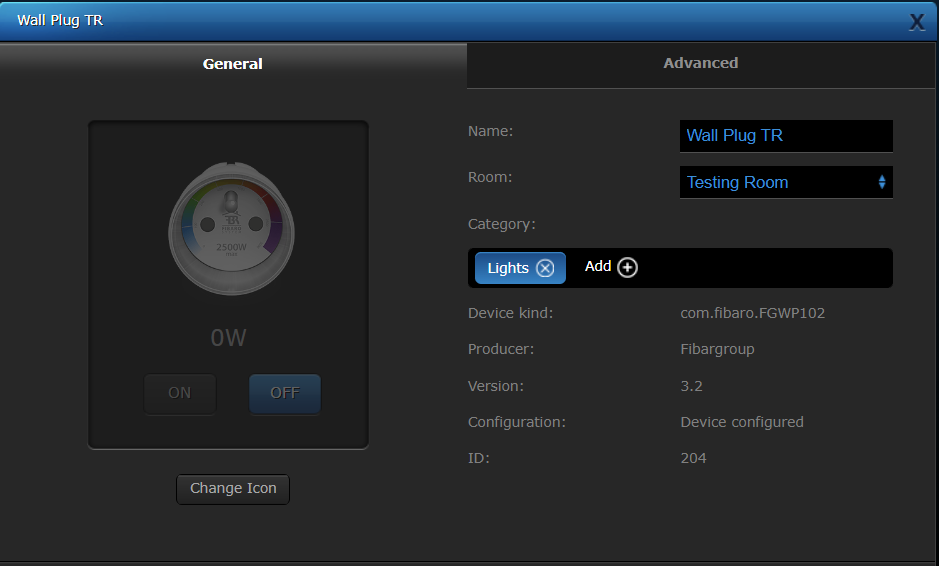 Wall Plug TR
X
General
Advanced
2500W
max
0W
ON
OFF
Change Icon
Name:
Wall Plug TR
Room:
Testing Room
Category:
Lights
Add
Device kind:
com.fibaro.FGWP102
Producer:
Fibargroup
Version:
3.2
Configuration:
Device configured
ID:
204